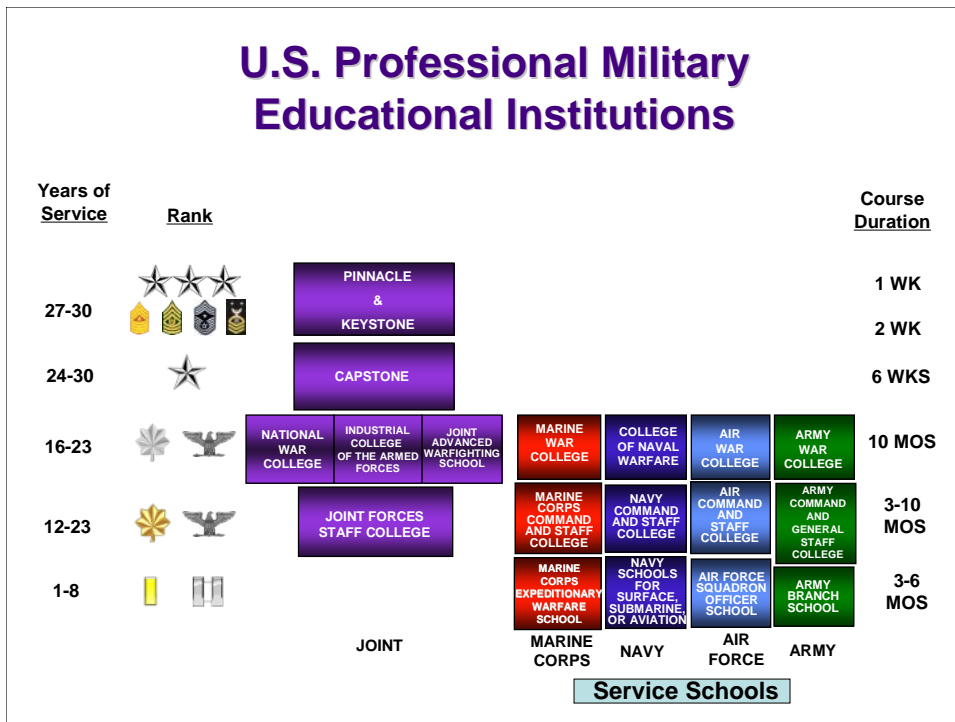 U.S. Professional Military
Educational Institutions
Years of
Service
Rank
Course
Duration
27-30
PINNACLE
&
KEYSTONE
1 WK
2 WK
24-30
CAPSTONE
6 WKS
16-23
NATIONAL
WAR
COLLEGE
INDUSTRIAL
COLLEGE
OF THE ARMED
FORCES
JOINT
ADVANCED
WARFIGHTING
SCHOOL
MARINE
WAR
COLLEGE
COLLEGE
OF NAVAL
WARFARE
AIR
WAR
COLLEGE
ARMY
WAR
COLLEGE
10 MOS
12-23
JOINT FORCES
STAFF COLLEGE
MARINE
CORPS
COMMAND
AND STAFF
COLLEGE
NAVY
COMMAND
AND STAFF
COLLEGE
AIR
COMMAND
AND
STAFF
COLLEGE
ARMY
COMMAND
AND
GENERAL
STAFF
COLLEGE
3-10
MOS
1-8
MARINE
CORPS
EXPEDITIONARY
WARFARE
SCHOOL
NAVY
SCHOOLS
FOR
SURFACE,
SUBMARINE,
OR AVIATION
AIR FORCE
SQUADRON
OFFICER
SCHOOL
ARMY
BRANCH
SCHOOL
3-6
MOS
JOINT
MARINE
CORPS
NAVY
AIR
FORCE
ARMY
Service Schools